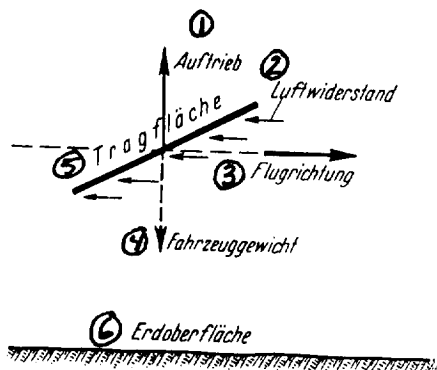 ①
Auftrieb
②
Luftwiderstand
⑤ Tragfläche
③ Flugrichtung
④ Fahrzeuggewicht
⑥ Erdoberfläche